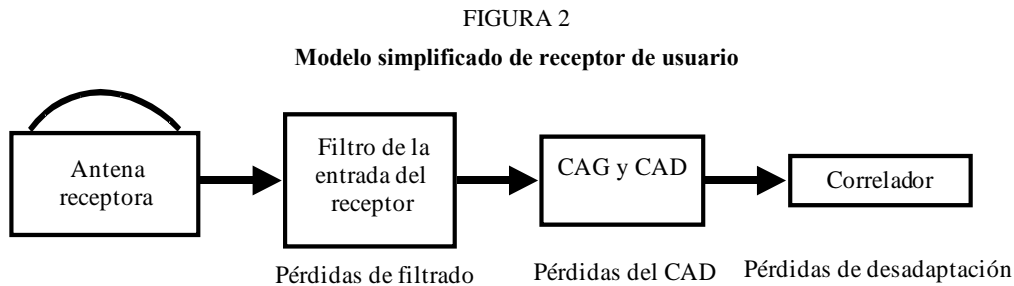 FIGURA 2
Modelo simplificado de receptor de usuario
Antena
receptora
Filtro de la
entrada del
receptor
CAG y CAD
Correlador
Pérdidas de filtrado
Pérdidas del CAD
Pérdidas de desadaptación